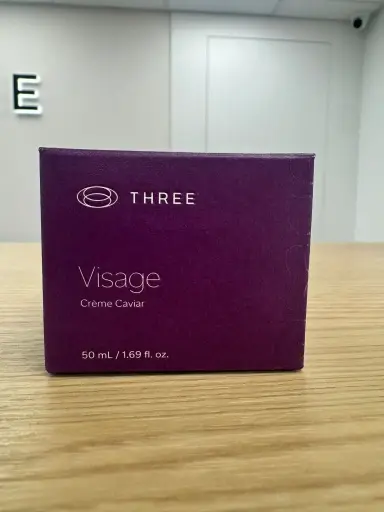 E
THREE
Visage
Crème Caviar
50 mL / 1.69 fl. oz.